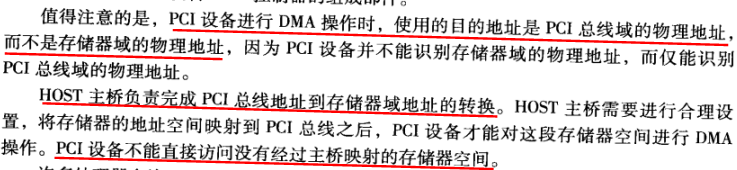 值得注意的是，PCI 设备进行 DMA 操作时，使用的目的地址是 PCI 总线域的物理地址，
而不是存储器域的物理地址，因为 PCI 设备并不能识别存储器域的物理地址，而仅能识别
PCI 总线域的物理地址。
HOST 主桥负责完成 PCI 总线地址到存储器域地址的转换。HOST 主桥需要进行合理设
置，将存储器的地址空间映射到 PCI 总线之后，PCI 设备才能对这段存储器空间进行 DMA
操作。PCI 设备不能直接访问没有经过主桥映射的存储器空间。